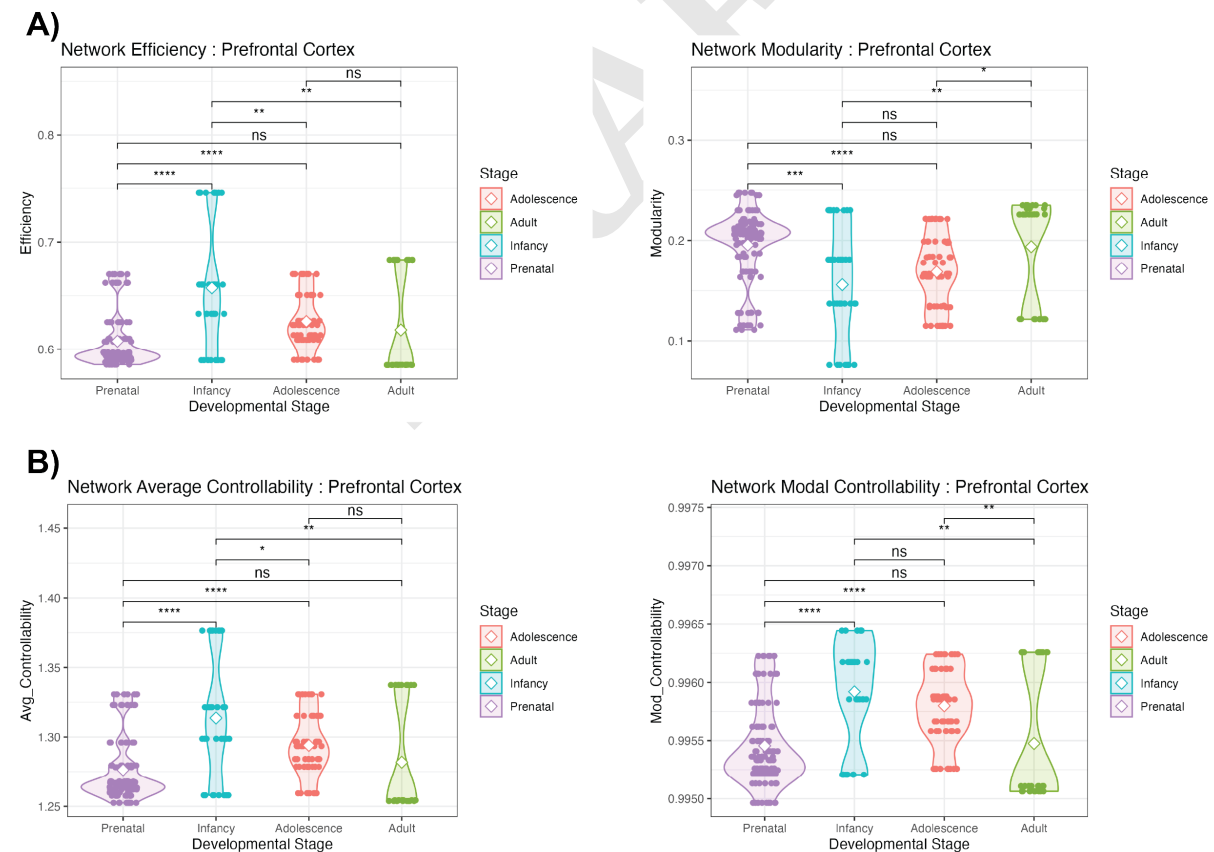 A)
Network Efficiency : Prefrontal Cortex
ns
**
**
ns
****
****
0.8
0.7
0.6
Efficiency
Prenatal
Infancy
Adolescence
Adult
Developmental Stage
Stage
Adolescence
Adult
Infancy
Prenatal
Network Modularity : Prefrontal Cortex
*
**
ns
ns
****
***
0.3
0.2
0.1
Modularity
Prenatal
Infancy
Adolescence
Adult
Developmental Stage
Stage
Adolescence
Adult
Infancy
Prenatal
B)
Network Average Controllability : Prefrontal Cortex
ns
**
*
ns
****
****
1.45
1.40
1.35
1.30
1.25
Avg_Controllability
Prenatal
Infancy
Adolescence
Adult
Developmental Stage
Stage
Adolescence
Adult
Infancy
Prenatal
Network Modal Controllability : Prefrontal Cortex
**
**
ns
ns
****
****
0.9975
0.9970
0.9965
0.9960
0.9955
0.9950
Mod_Controllability
Prenatal
Infancy
Adolescence
Adult
Developmental Stage
Stage
Adolescence
Adult
Infancy
Prenatal